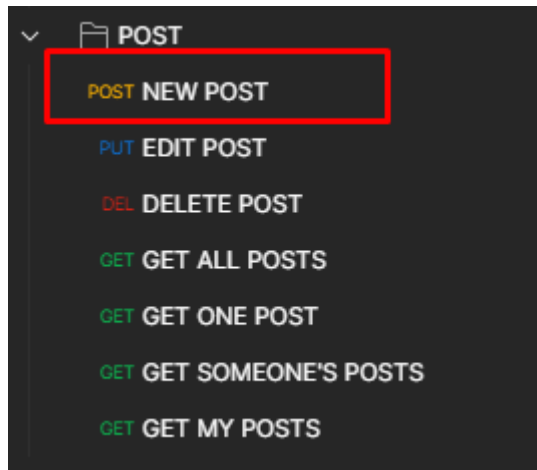 POST
POST NEW POST
PUT EDIT POST
DEL DELETE POST
GET GET ALL POSTS
GET GET ONE POST
GET GET SOMEONE'S POSTS
GET GET MY POSTS